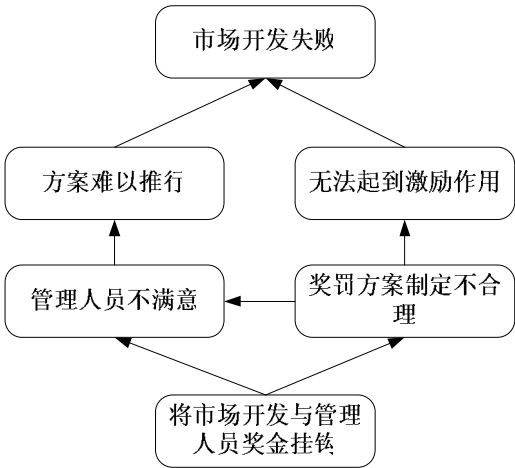 市场开发失败
方案难以推行
无法起到激励作用
管理人员不满意
奖罚方案制定不合
理
将市场开发与管理
人员奖金挂钩